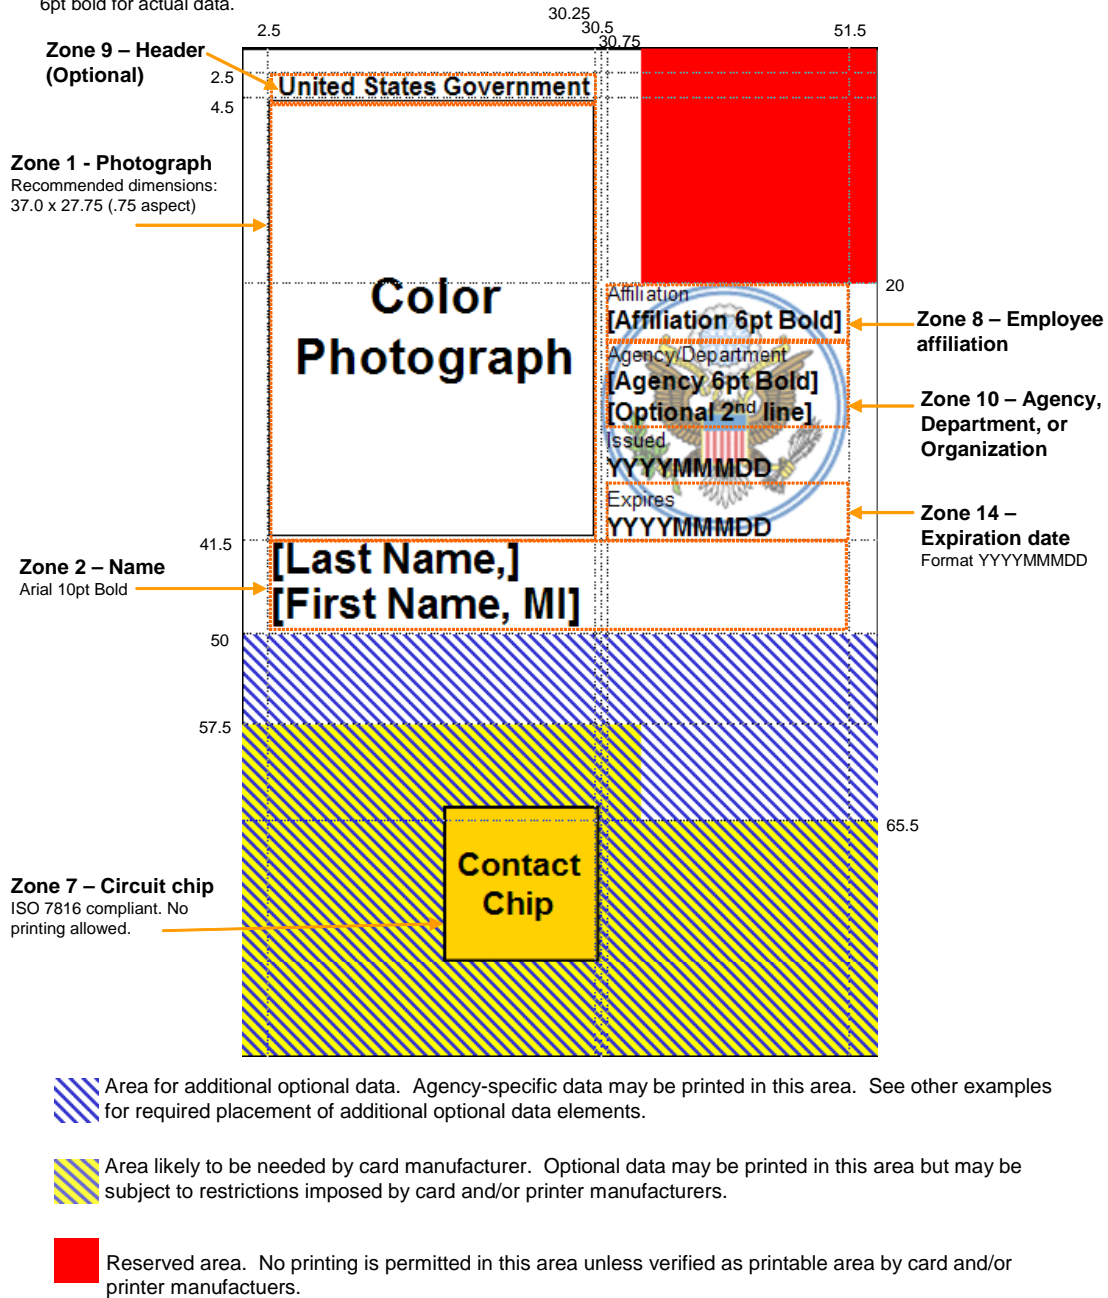 6pt bold for actual data.
30.25
2.5
30.5
51.5
30.75
Zone 9 – Header
(Optional)
2.5
United States Government
4.5
Zone 1 - Photograph
Recommended dimensions:
37.0 x 27.75 (.75 aspect)
Color
Photograph
20
Affiliation
[Affiliation 6pt Bold]
Zone 8 – Employee
affiliation
Agency/Department
[Agency 6pt Bold]
[Optional 2nd line]
Zone 10 – Agency,
Department, or
Organization
Issued
YYYYMMMDD
Expires
YYYYMMMDD
Zone 14 –
Expiration date
Format YYYYMMMDD
41.5
Zone 2 – Name
Arial 10pt Bold
[Last Name,]
[First Name, MI]
50
57.5
65.5
Contact
Chip
Zone 7 – Circuit chip
ISO 7816 compliant. No
printing allowed.
Area for additional optional data. Agency-specific data may be printed in this area. See other examples
for required placement of additional optional data elements.
Area likely to be needed by card manufacturer. Optional data may be printed in this area but may be
subject to restrictions imposed by card and/or printer manufacturers.
Reserved area. No printing is permitted in this area unless verified as printable area by card and/or
printer manufactuers.